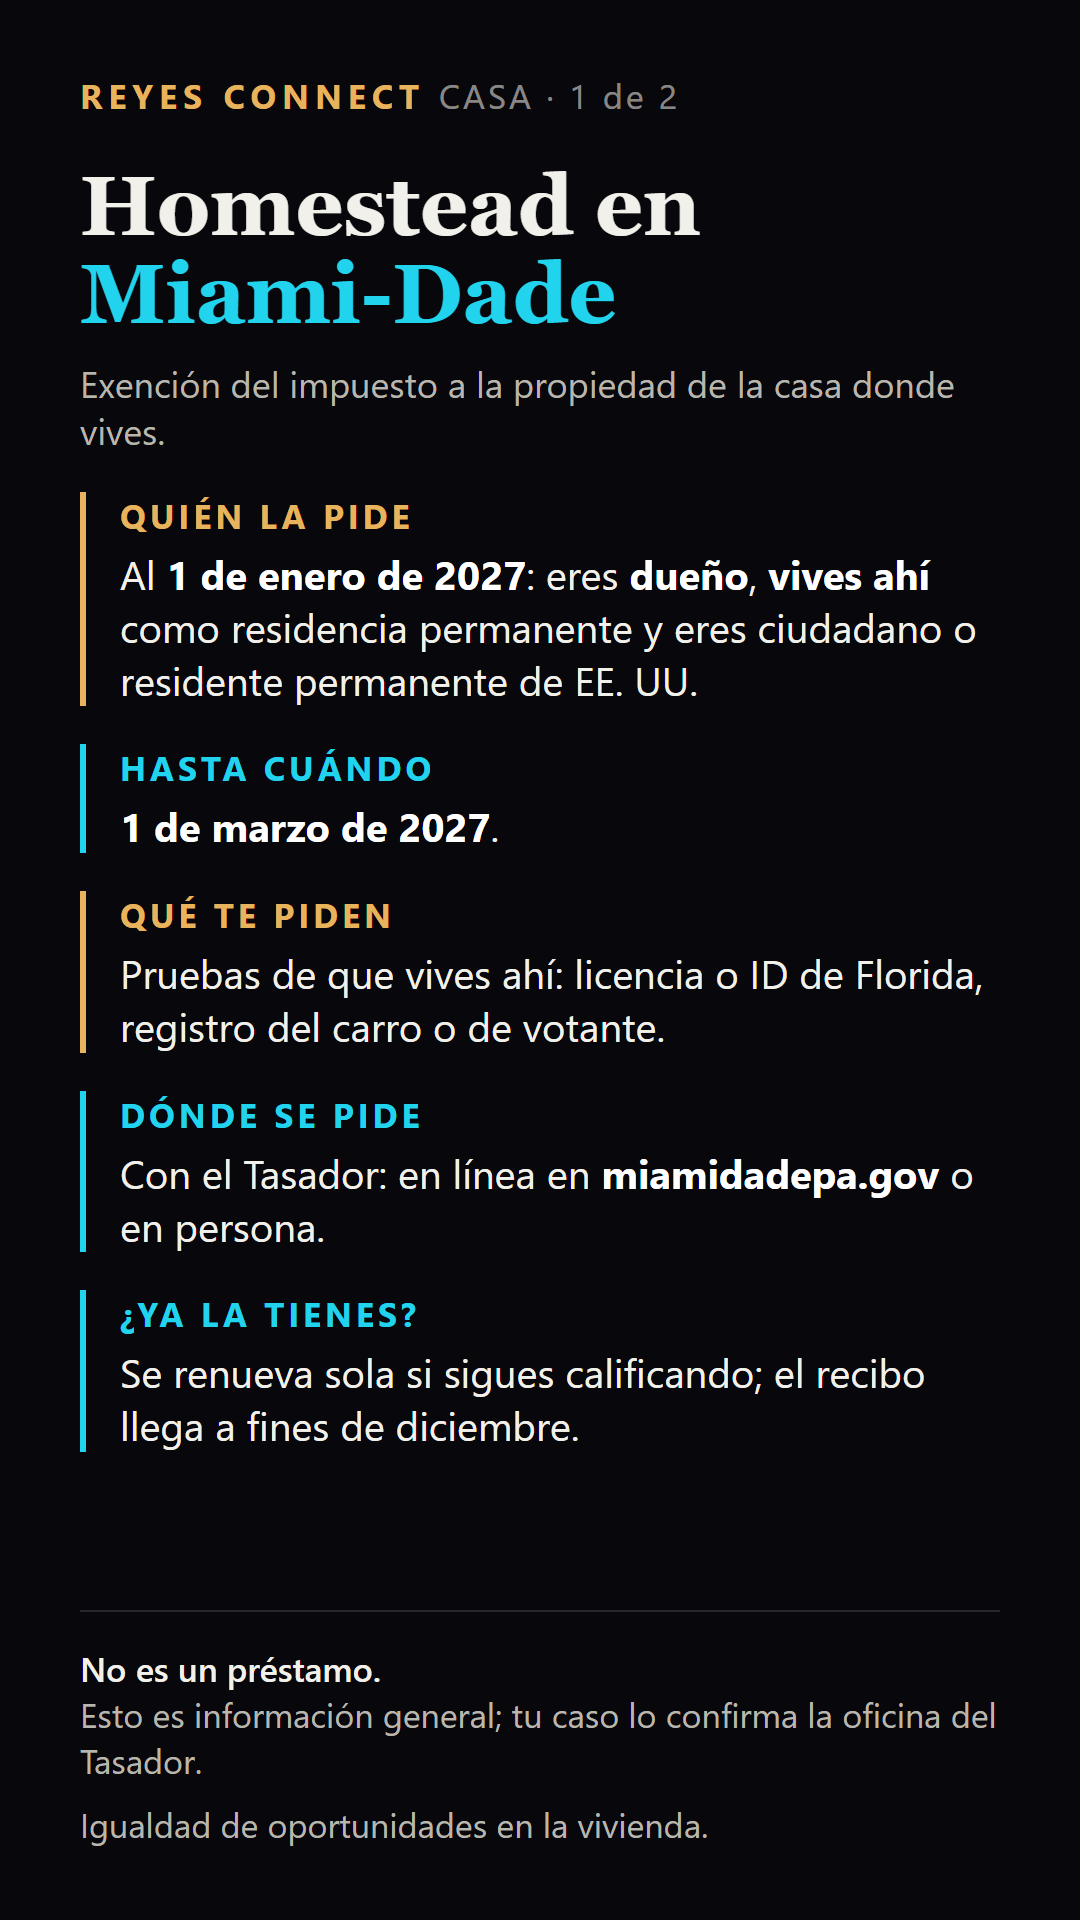 REYES CONNECT CASA · 1 de 2
Homestead en
Miami-Dade
Exención del impuesto a la propiedad de la casa donde
vives.
QUIÉN LA PIDE
Al 1 de enero de 2027: eres dueño, vives ahí
como residencia permanente y eres ciudadano o
residente permanente de EE. UU.
HASTA CUÁNDO
1 de marzo de 2027.
QUÉ TE PIDEN
Pruebas de que vives ahí: licencia o ID de Florida,
registro del carro o de votante.
DÓNDE SE PIDE
Con el Tasador: en línea en miamidadepa.gov o
en persona.
¿YA LA TIENES?
Se renueva sola si sigues calificando; el recibo
llega a fines de diciembre.
No es un préstamo.
Esto es información general; tu caso lo confirma la oficina del
Tasador.
Igualdad de oportunidades en la vivienda.